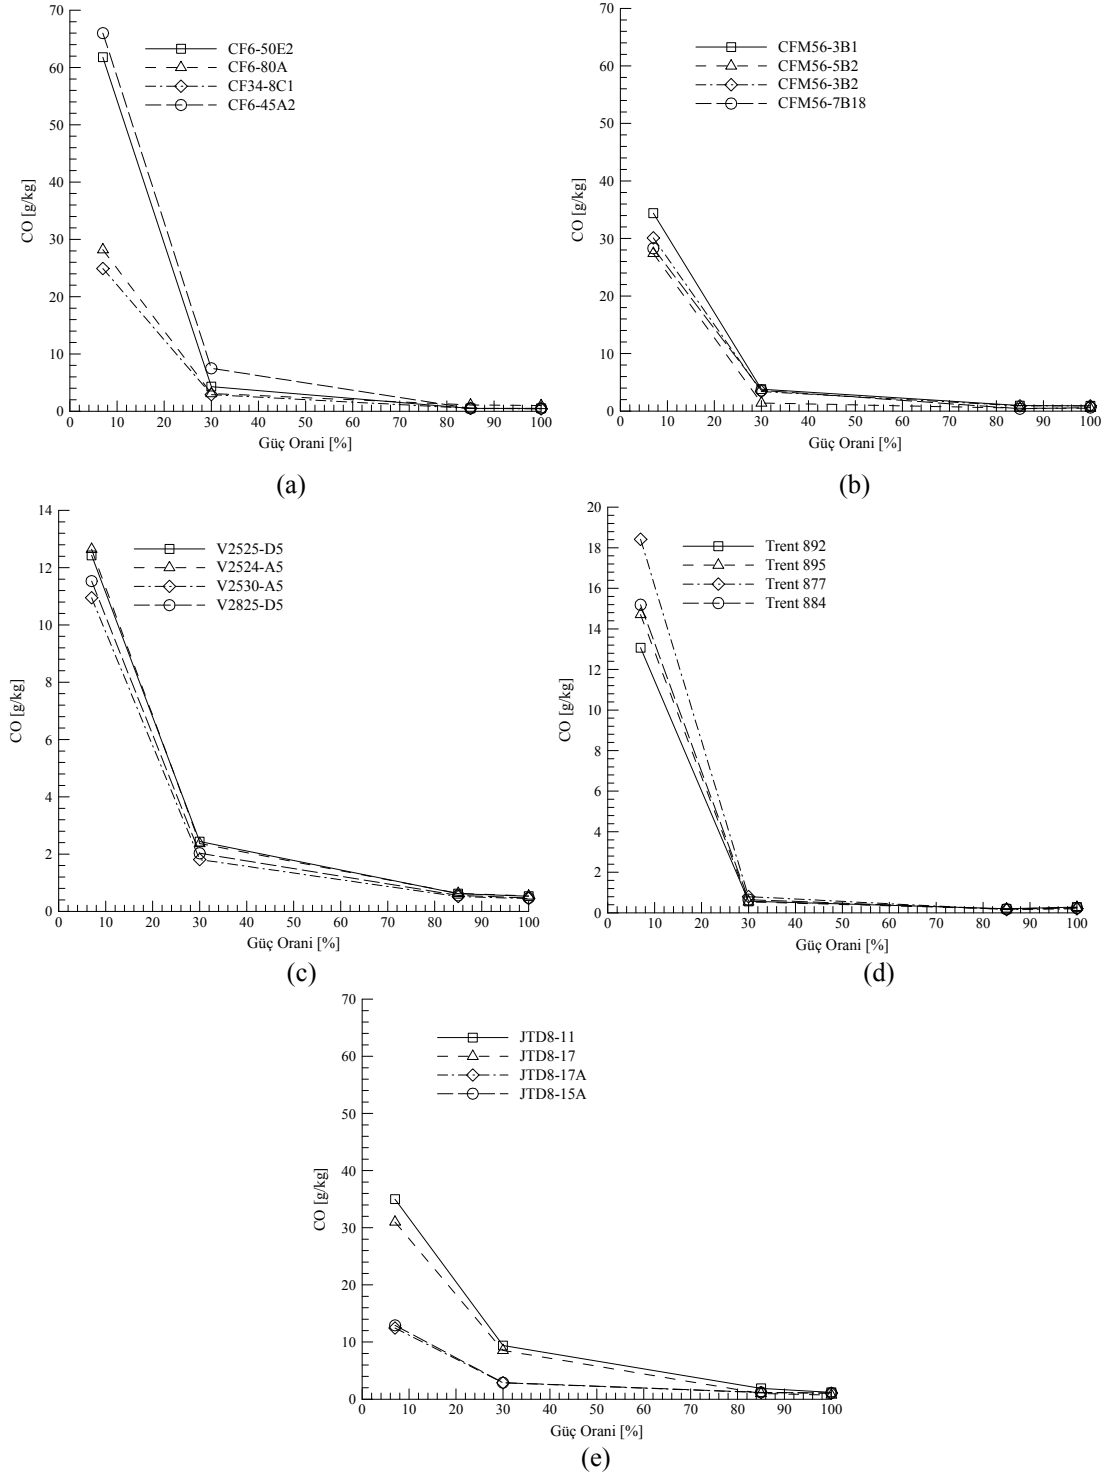 CF6-50E2
CF6-80A
CF34-8C1
CF6-45A2
CO [g/kg]
70
60
50
40
30
20
10
0
0 10 20 30 40 50 60 70 80 90 100
Güç Orani [%]
(a)
CFM56-3B1
CFM56-5B2
CFM56-3B2
CFM56-7B18
CO [g/kg]
70
60
50
40
30
20
10
0
0 10 20 30 40 50 60 70 80 90 100
Güç Orani [%]
(b)
V2525-D5
V2524-A5
V2530-A5
V2825-D5
CO [g/kg]
14
12
10
8
6
4
2
0
0 10 20 30 40 50 60 70 80 90 100
Güç Orani [%]
(c)
Trent 892
Trent 895
Trent 877
Trent 884
CO [g/kg]
20
18
16
14
12
10
8
6
4
2
0
0 10 20 30 40 50 60 70 80 90 100
Güç Orani [%]
(d)
JTD8-11
JTD8-17
JTD8-17A
JTD8-15A
CO [g/kg]
70
60
50
40
30
20
10
0
0 10 20 30 40 50 60 70 80 90 100
Güç Orani [%]
(e)